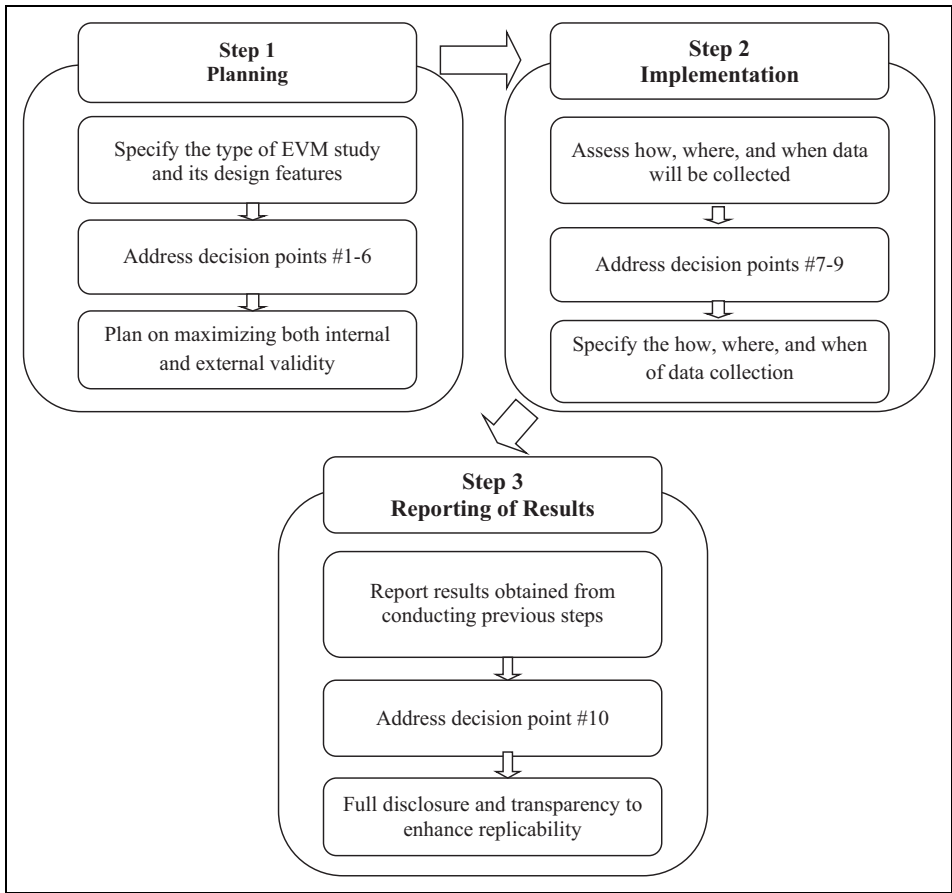 Step 1
Planning
Specify the type of EVM study
and its design features
Address decision points #1-6
Plan on maximizing both internal
and external validity
Step 2
Implementation
Assess how, where, and when data
will be collected
Address decision points #7-9
Specify the how, where, and when
of data collection
Step 3
Reporting of Results
Report results obtained from
conducting previous steps
Address decision point #10
Full disclosure and transparency to
enhance replicability